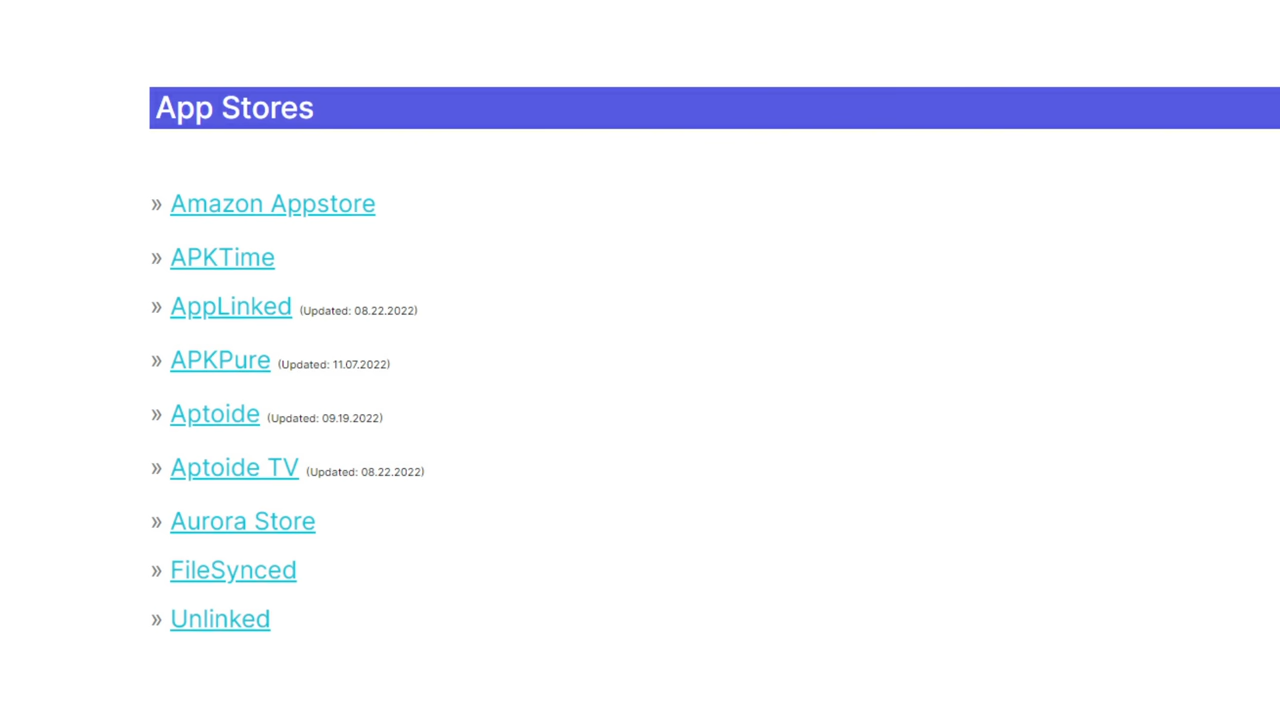 App Stores
» Amazon Appstore
» APKTime
» AppLinked (Updated: 08.22.2022)
» APKPure (Updated: 11.07.2022)
» Aptoide (Updated: 09.19.2022)
» Aptoide TV (Updated: 08.22.2022)
» Aurora Store
» FileSynced
» Unlinked